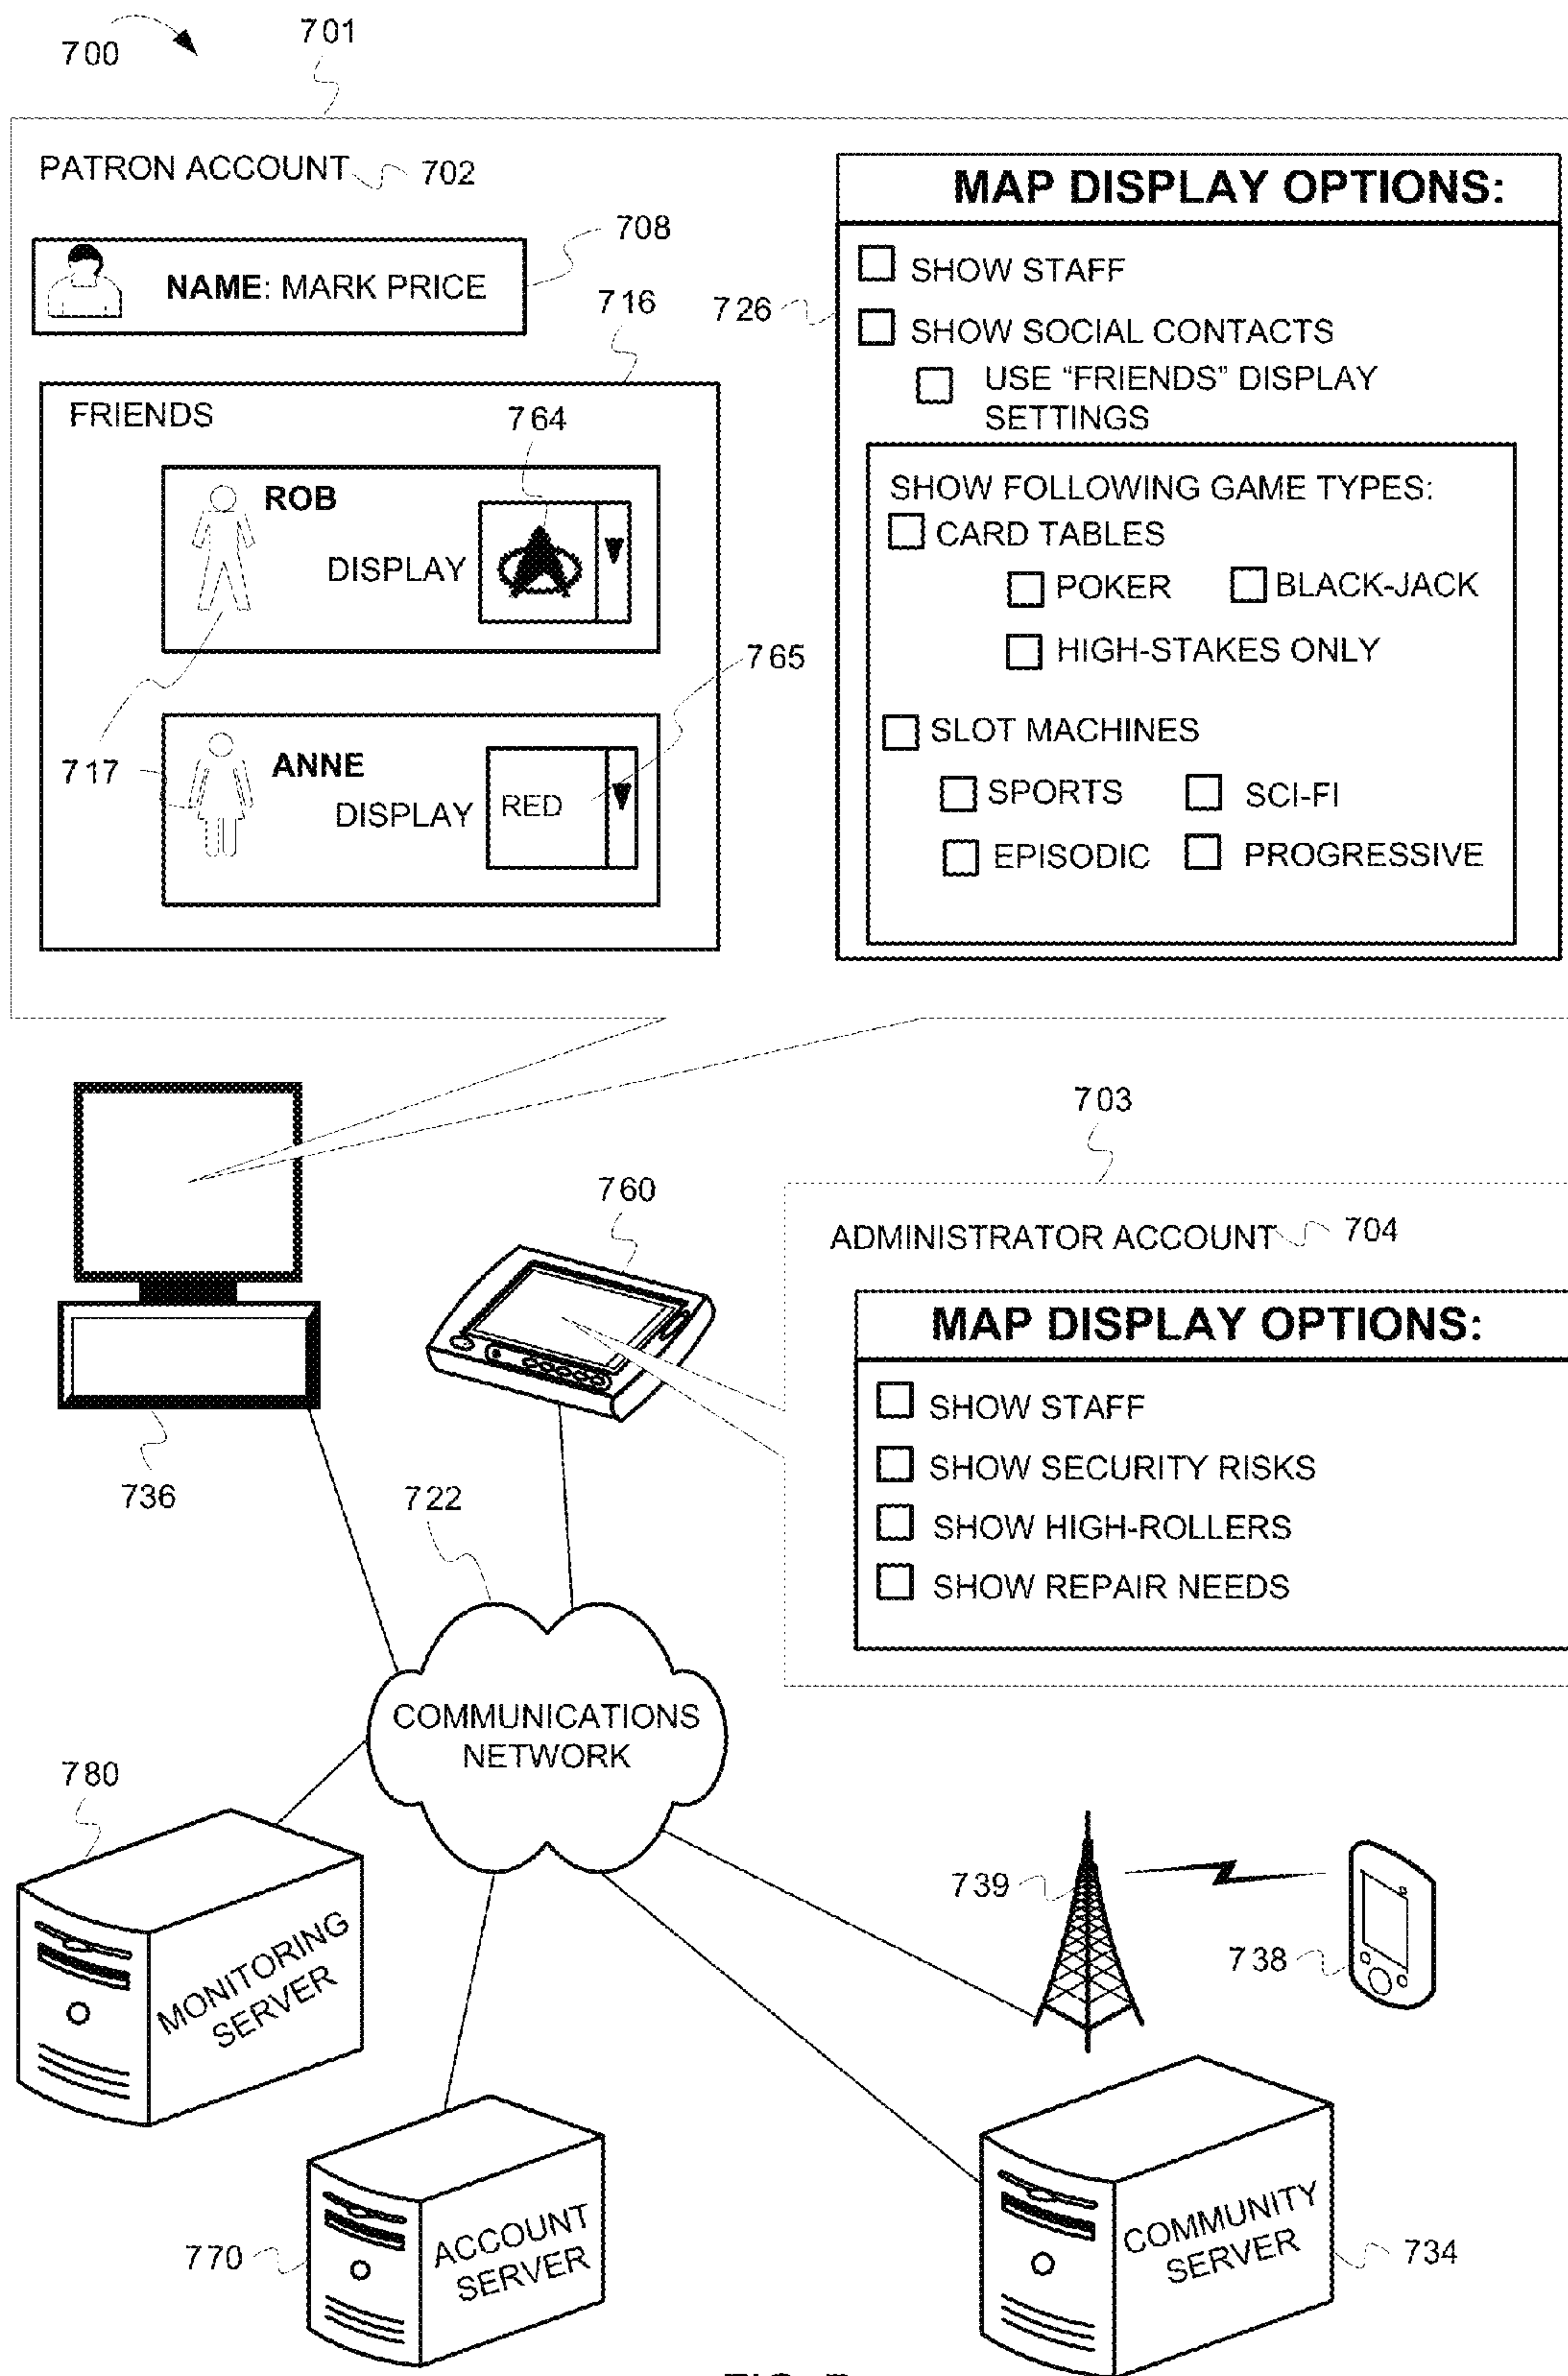 700
701
PATRON ACCOUNT 702
NAME: MARK PRICE
708
716
FRIENDS
764
ROB
DISPLAY
765
717
ANNE
DISPLAY RED
726
MAP DISPLAY OPTIONS:
SHOW STAFF
SHOW SOCIAL CONTACTS
USE “FRIENDS” DISPLAY
SETTINGS
SHOW FOLLOWING GAME TYPES:
CARD TABLES
POKER BLACK-JACK
HIGH-STAKES ONLY
SLOT MACHINES
SPORTS SCI-FI
EPISODIC PROGRESSIVE
736
760
703
ADMINISTRATOR ACCOUNT 704
MAP DISPLAY OPTIONS:
SHOW STAFF
SHOW SECURITY RISKS
SHOW HIGH-ROLLERS
SHOW REPAIR NEEDS
722
COMMUNICATIONS
NETWORK
780
MONITORING
SERVER
739
738
770
ACCOUNT
SERVER
COMMUNITY
SERVER
734